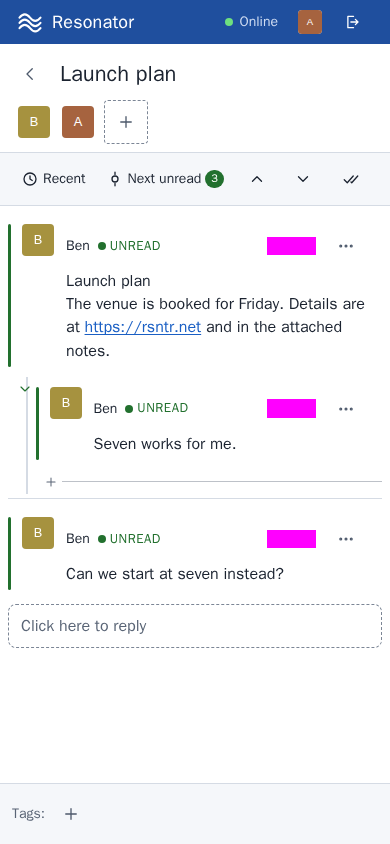 Resonator
Online
A
Launch plan
B
A
Recent
Next unread 3
B
Ben
UNREAD
Launch plan
The venue is booked for Friday. Details are
at https://rsntr.net and in the attached
notes.
B
Ben
UNREAD
Seven works for me.
B
Ben
UNREAD
Can we start at seven instead?
Click here to reply
Tags: